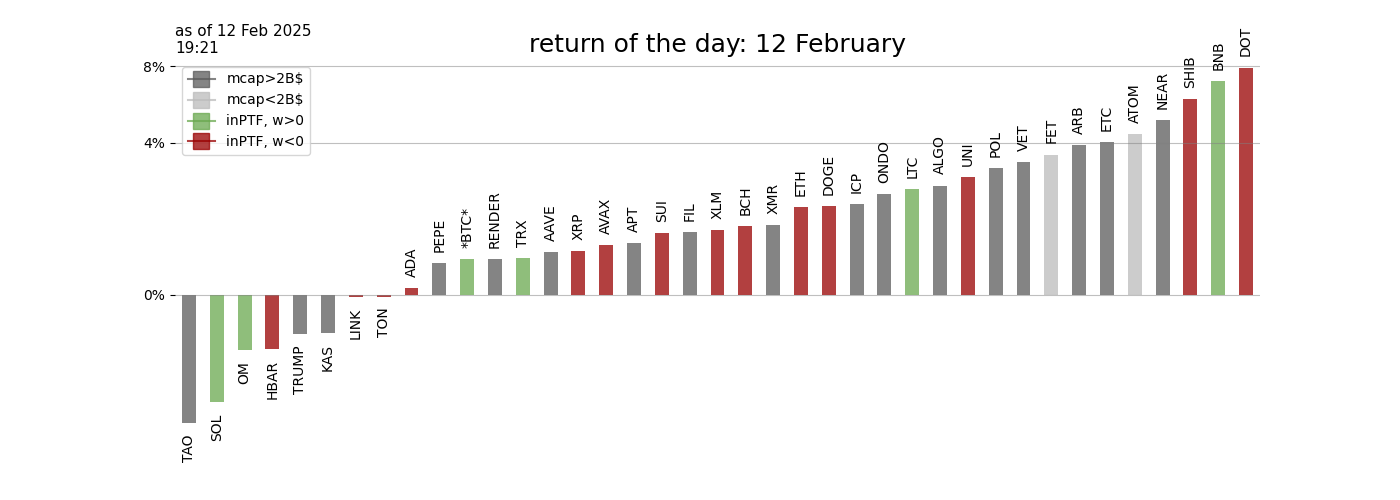 as of 12 Feb 2025
19:21
return of the day: 12 February
8%
4%
0%
mcap>2B$
mcap<2B$
inPTF, w>0
inPTF, w<0
TAO
SOL
OM
HBAR
TRUMP
KAS
LINK
TON
ADA
PEPE
*BTC*
RENDER
TRX
AAVE
XRP
AVAX
APT
SUI
FIL
XLM
BCH
XMR
ETH
DOGE
ICP
ONDO
LTC
ALGO
UNI
POL
VET
FET
ARB
ETC
ATOM
NEAR
SHIB
BNB
DOT